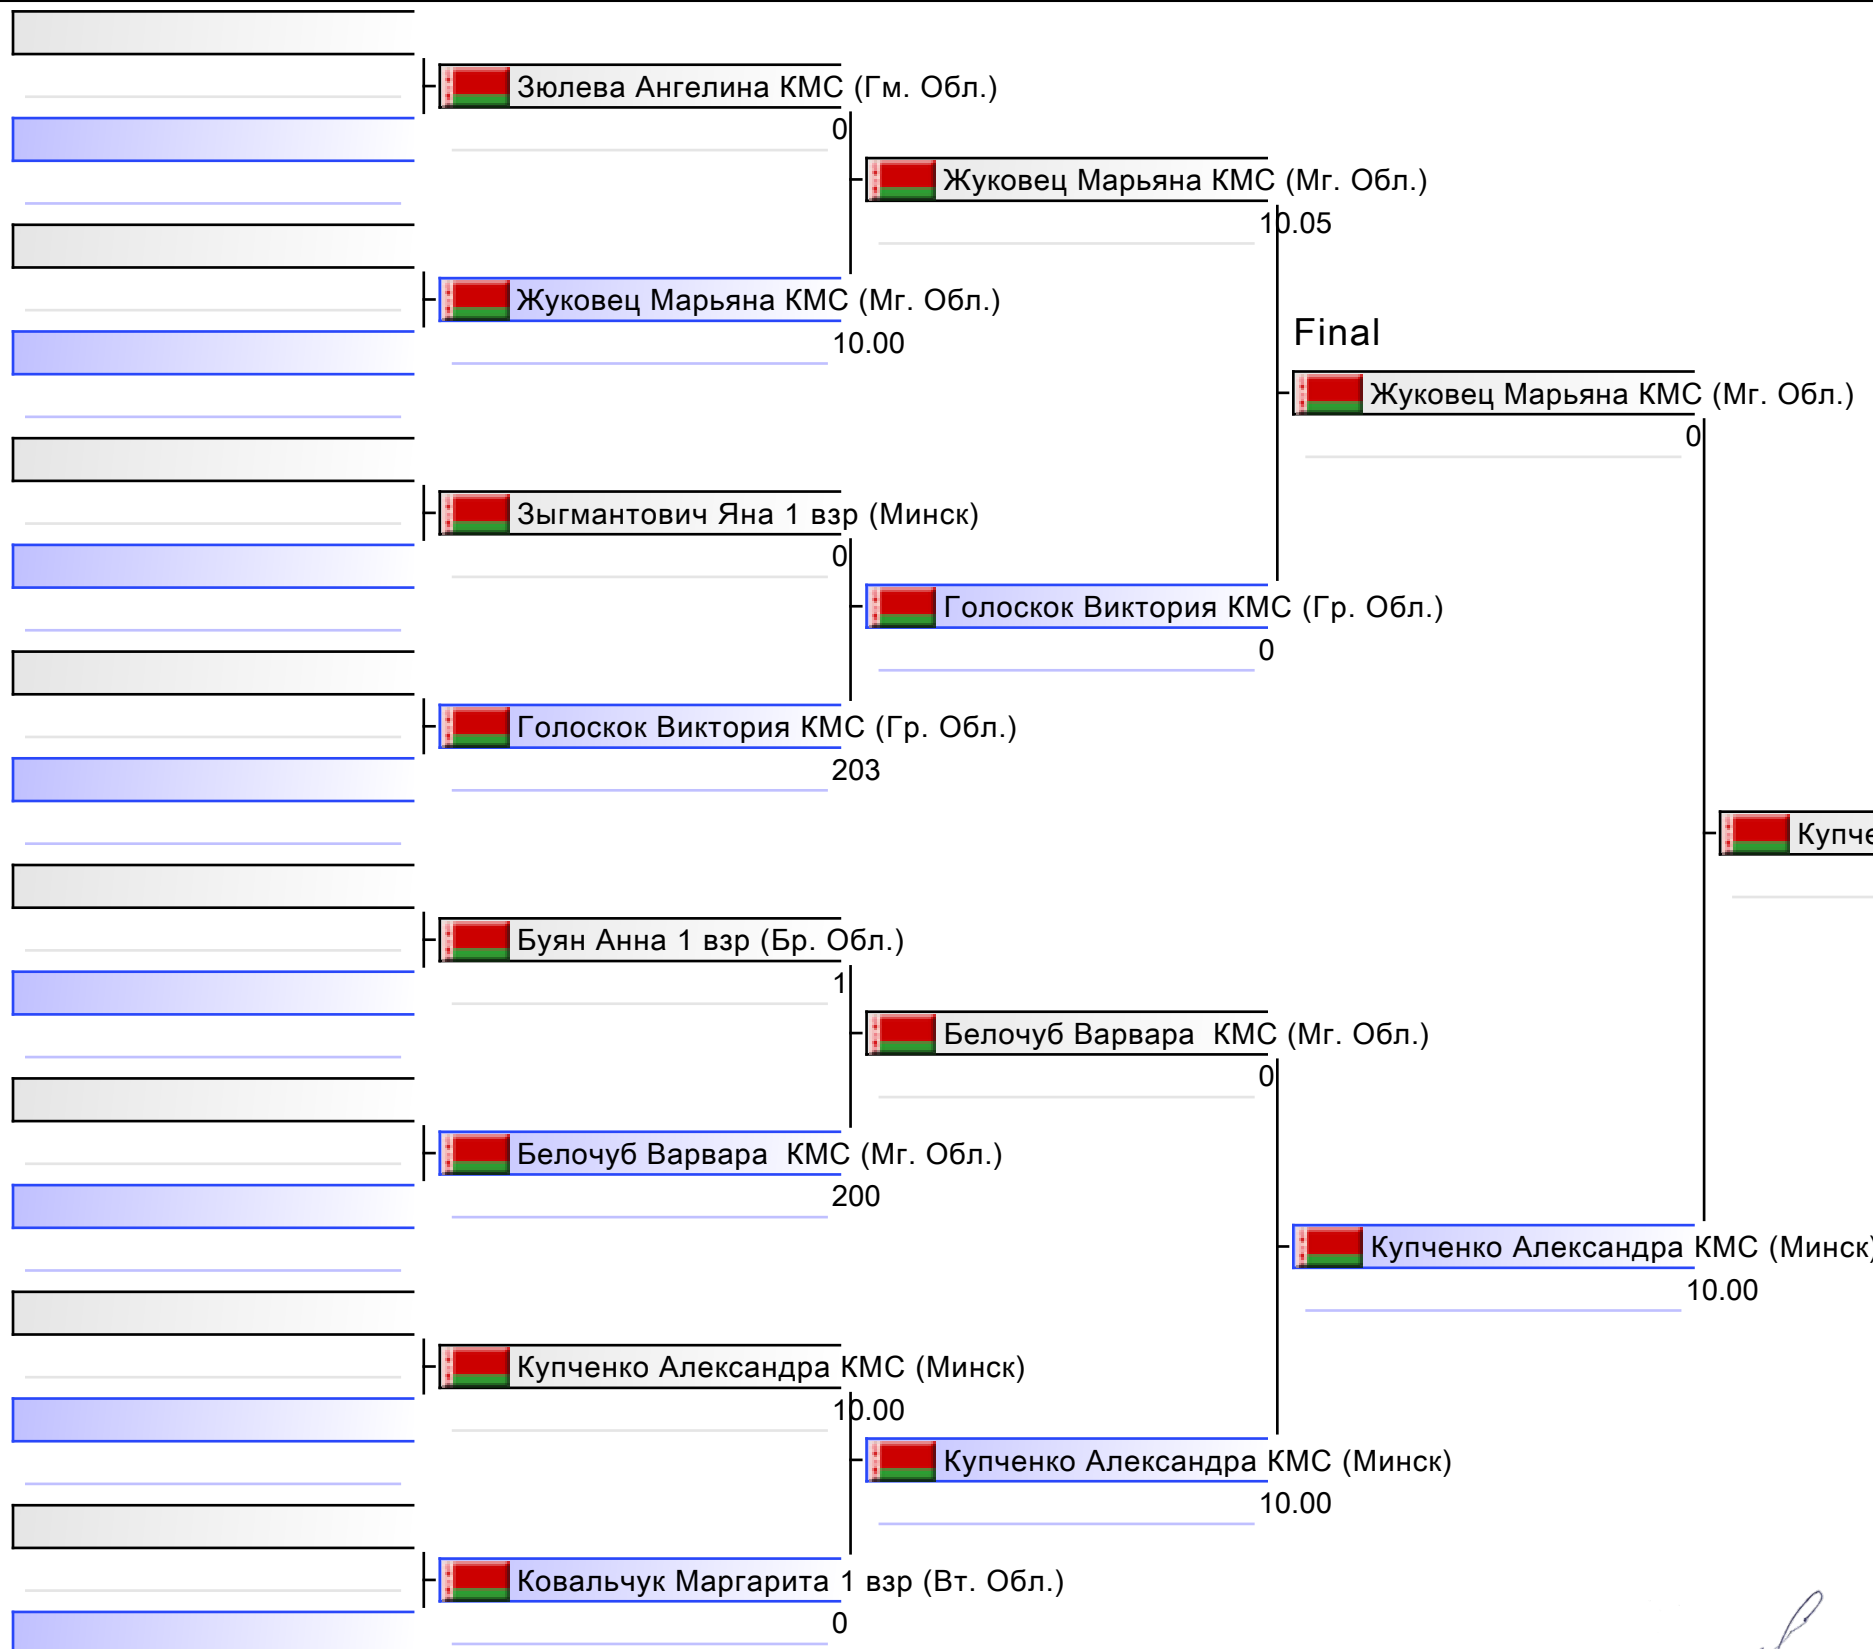 Зюлева Ангелина КМС (Гм. Обл.)
0
Жуковец Марьяна КМС (Мг. Обл.)
10.05
Жуковец Марьяна КМС (Мг. Обл.)
10.00
Final
Жуковец Марьяна КМС (Мг. Обл.)
0
Зыгмантович Яна 1 взр (Минск)
0
Голоскок Виктория КМС (Гр. Обл.)
0
Голоскок Виктория КМС (Гр. Обл.)
203
Купче
Буян Анна 1 взр (Бр. Обл.)
1
Белочуб Варвара  КМС (Мг. Обл.)
0
Белочуб Варвара  КМС (Мг. Обл.)
200
Купченко Александра КМС (Минск)
10.00
Купченко Александра КМС (Минск)
10.00
Купченко Александра КМС (Минск)
10.00
Ковальчук Маргарита 1 взр (Вт. Обл.)
0